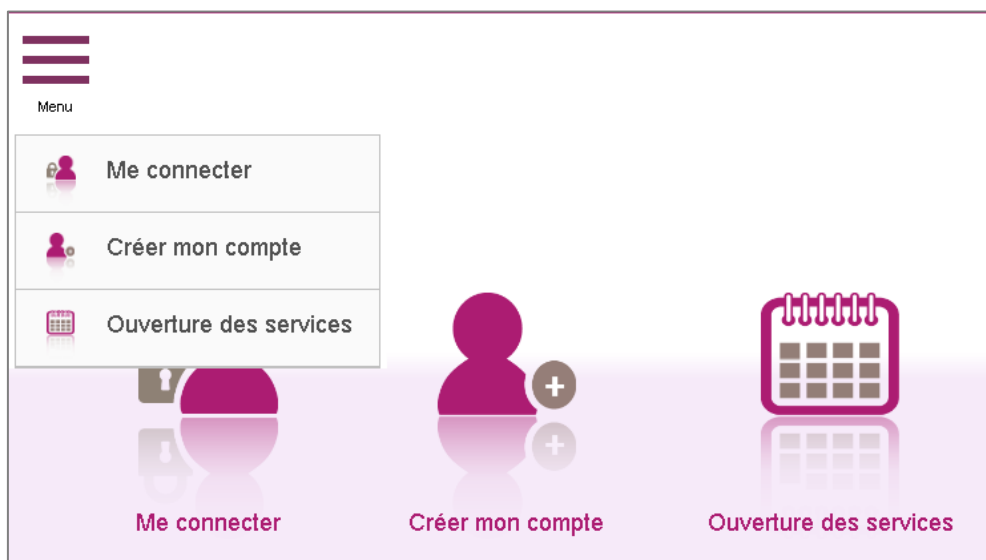 Menu
Me connecter
Créer mon compte
Ouverture des services
Me connecter
Créer mon compte
Ouverture des services